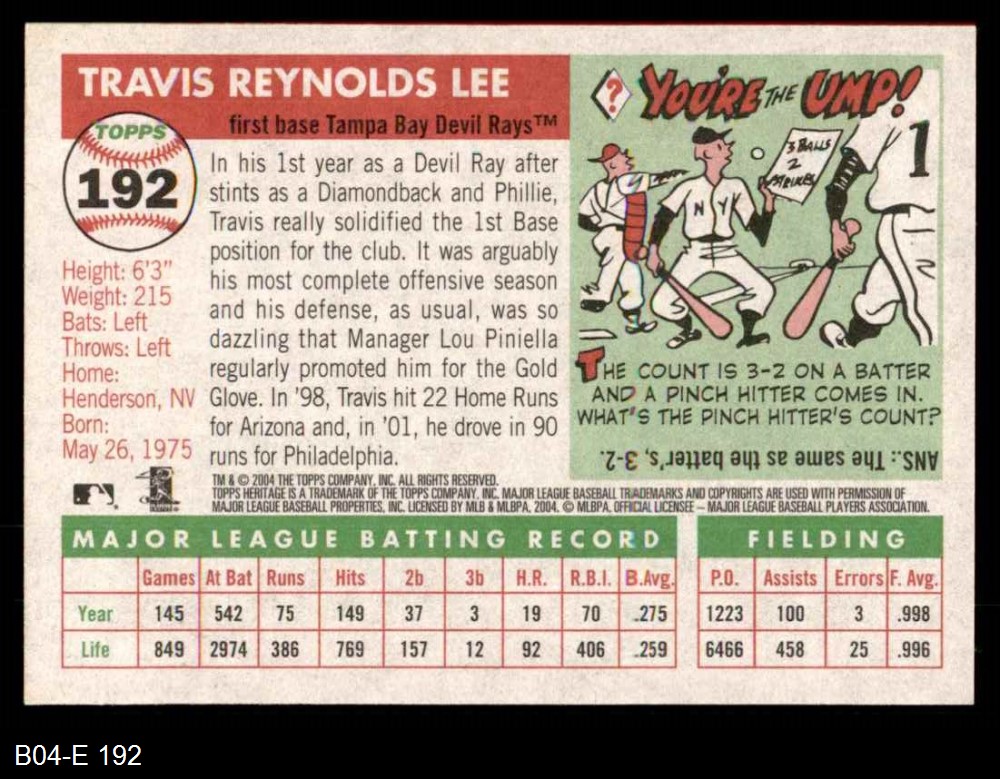 TRAVIS REYNOLDS LEE
first base Tampa Bay Devil Rays™
TOPPS
192
Height: 6'3"
Weight: 215
Bats: Left
Throws: Left
Home:
Henderson, NV
Born:
May 26, 1975
In his 1st year as a Devil Ray after
stints as a Diamondback and Phillie,
Travis really solidified the 1st Base
position for the club. It was arguably
his most complete offensive season
and his defense, as usual, was so
dazzling that Manager Lou Piniella
regularly promoted him for the Gold
Glove. In '98, Travis hit 22 Home Runs
for Arizona and, in '01, he drove in 90
runs for Philadelphia.
? YOU'RE THE UMP!
3 BALLS
2
STRIKES
1
N Y
THE COUNT IS 3-2 ON A BATTER
AND A PINCH HITTER COMES IN.
WHAT'S THE PINCH HITTER'S COUNT?
ANS.: The same as the batter's, 3-2.
TM & © 2004 THE TOPPS COMPANY, INC. ALL RIGHTS RESERVED.
TOPPS HERITAGE IS A TRADEMARK OF THE TOPPS COMPANY, INC. MAJOR LEAGUE BASEBALL TRADEMARKS AND COPYRIGHTS ARE USED WITH PERMISSION OF
MAJOR LEAGUE BASEBALL PROPERTIES, INC. LICENSED BY MLB & MLBPA. 2004. © MLBPA. OFFICIAL LICENSEE – MAJOR LEAGUE BASEBALL PLAYERS ASSOCIATION.
MAJOR LEAGUE BATTING RECORD FIELDING
Games At Bat Runs Hits 2b 3b H.R. R.B.I. B.Avg. P.O. Assists Errors F. Avg.
Year 145 542 75 149 37 3 19 70 .275 1223 100 3 .998
Life 849 2974 386 769 157 12 92 406 .259 6466 458 25 .996
B04-E 192